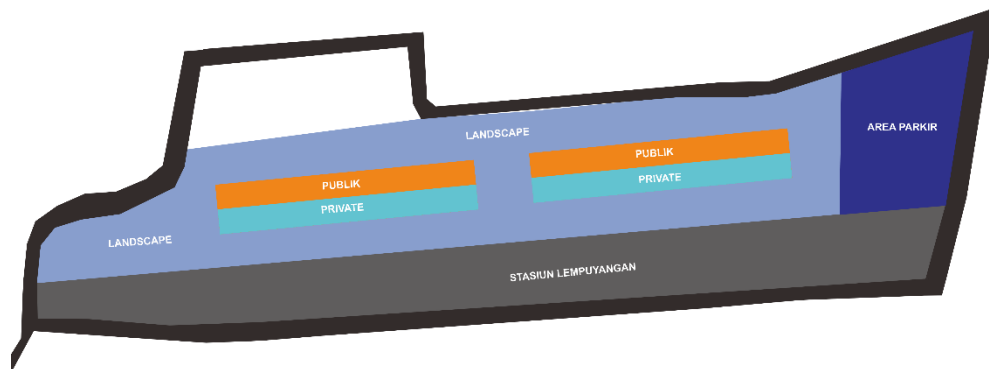 LANDSCAPE
AREA PARKIR
PUBLIK
PRIVATE
PUBLIK
PRIVATE
LANDSCAPE
STASIUN LEMPUYANGAN